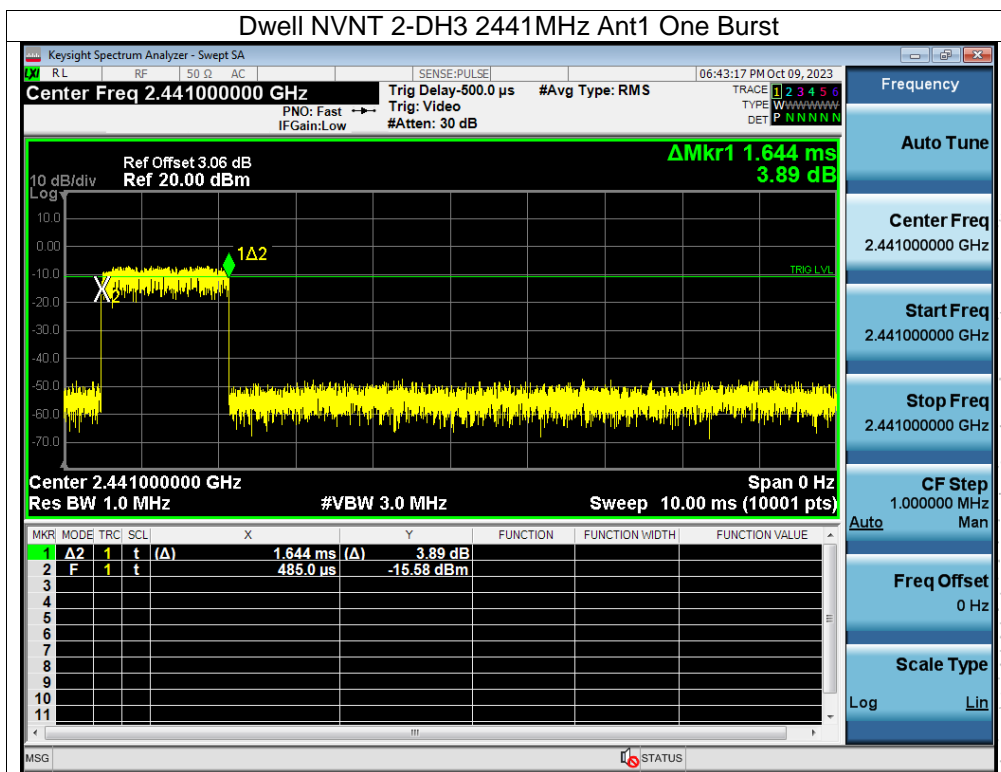 Dwell NVNT 2-DH3 2441MHz Ant1 One Burst
Keysight Spectrum Analyzer - Swept SA
LXI RL RF 50 Ω AC SENSE:PULSE 06:43:17 PM Oct 09, 2023
Center Freq 2.441000000 GHz
PNO: Fast
IFGain:Low
Trig Delay-500.0 µs
Trig: Video
#Atten: 30 dB
#Avg Type: RMS
TRACE 1 2 3 4 5 6
TYPE WWWWWW
DET P N N N N N
ΔMkr1 1.644 ms
3.89 dB
Ref Offset 3.06 dB
10 dB/div Ref 20.00 dBm
Log
10.0
0.00
-10.0
-20.0
-30.0
-40.0
-50.0
-60.0
-70.0
1Δ2
2
TRIG LVL
Center 2.441000000 GHz Span 0 Hz
Res BW 1.0 MHz #VBW 3.0 MHz Sweep 10.00 ms (10001 pts)
MKR MODE TRC SCL X Y FUNCTION FUNCTION WIDTH FUNCTION VALUE
1 Δ2 1 t (Δ) 1.644 ms (Δ) 3.89 dB
2 F 1 t 485.0 µs -15.58 dBm
3
4
5
6
7
8
9
10
11
MSG STATUS
Frequency
Auto Tune
Center Freq
2.441000000 GHz
Start Freq
2.441000000 GHz
Stop Freq
2.441000000 GHz
CF Step
1.000000 MHz
Auto Man
Freq Offset
0 Hz
Scale Type
Log Lin